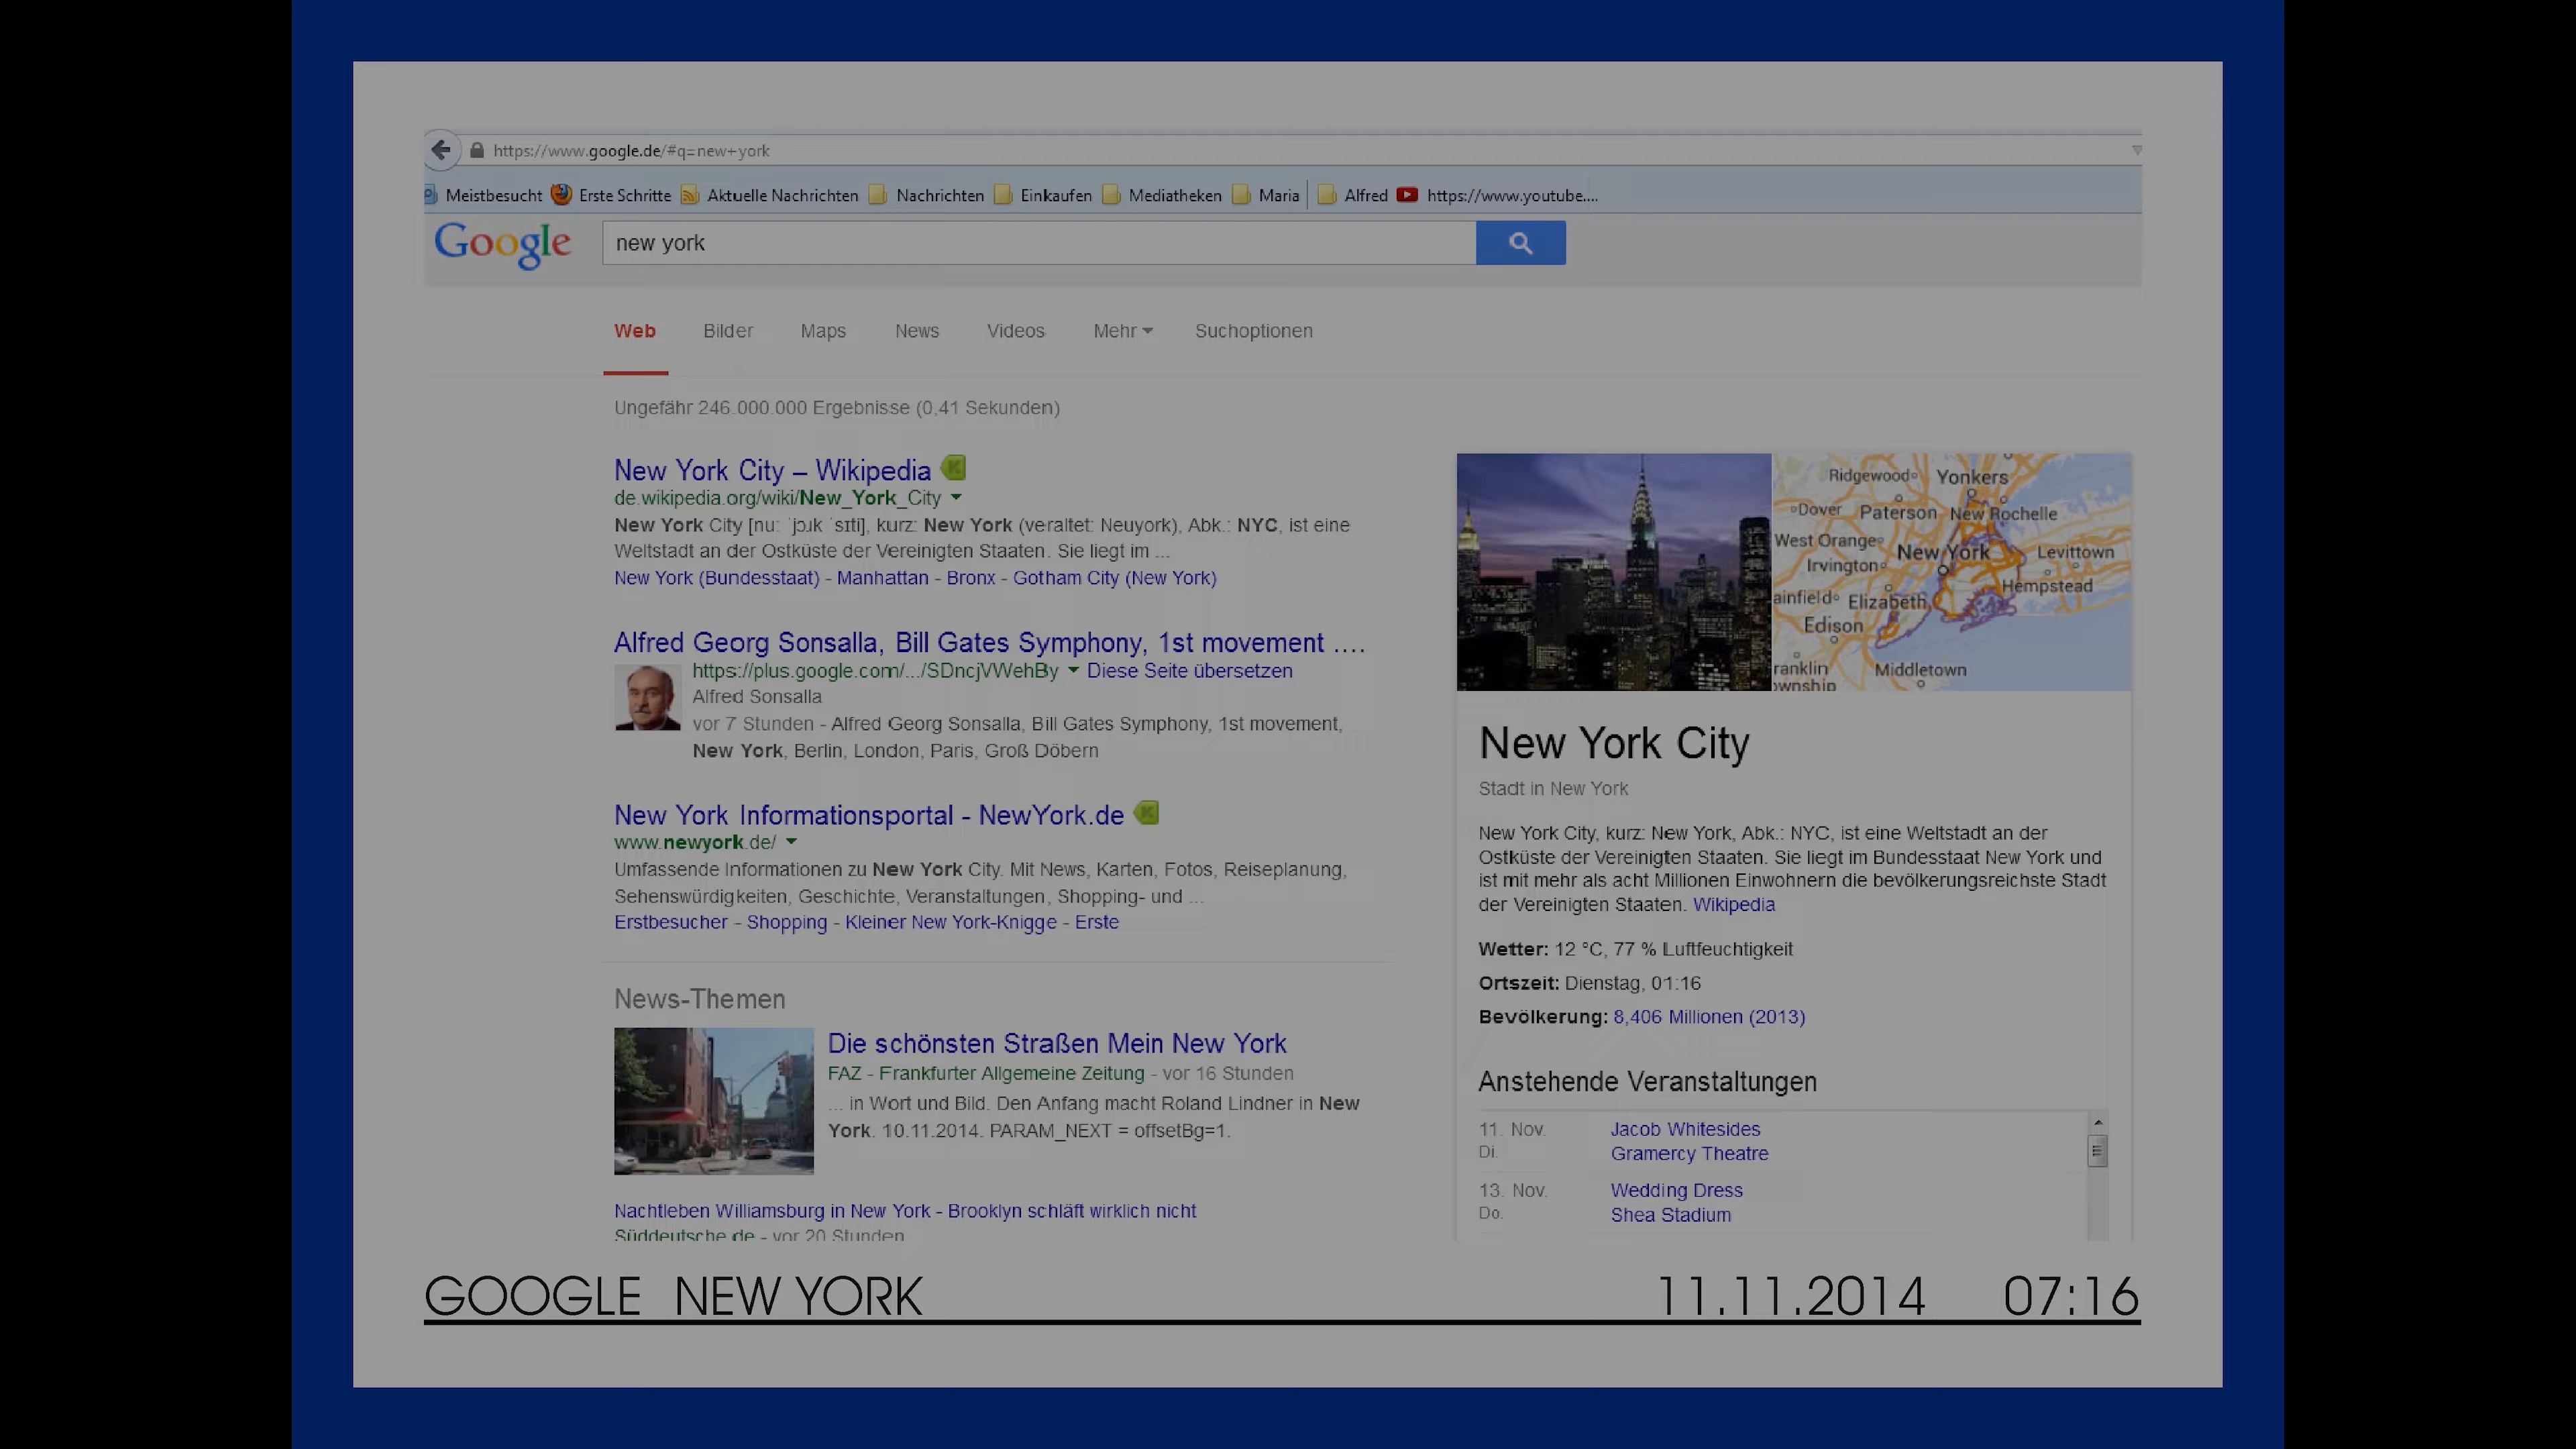 https://www.google.de/#q=new+york
Meistbesucht Erste Schritte Aktuelle Nachrichten Nachrichten Einkaufen Mediatheken Maria Alfred https://www.youtube....
Google new york
Web Bilder Maps News Videos Mehr Suchoptionen
Ungefähr 246.000.000 Ergebnisse (0,41 Sekunden)
New York City – Wikipedia
de.wikipedia.org/wiki/New_York_City
New York City [nuː ˈjɔɹk ˈsɪti], kurz: New York (veraltet: Neuyork), Abk.: NYC, ist eine
Weltstadt an der Ostküste der Vereinigten Staaten. Sie liegt im ...
New York (Bundesstaat) - Manhattan - Bronx - Gotham City (New York)
Alfred Georg Sonsalla, Bill Gates Symphony, 1st movement ....
https://plus.google.com/.../SDncjVWehBy Diese Seite übersetzen
Alfred Sonsalla
vor 7 Stunden - Alfred Georg Sonsalla, Bill Gates Symphony, 1st movement,
New York, Berlin, London, Paris, Groß Döbern
New York Informationsportal - NewYork.de
www.newyork.de/
Umfassende Informationen zu New York City. Mit News, Karten, Fotos, Reiseplanung,
Sehenswürdigkeiten, Geschichte, Veranstaltungen, Shopping- und ...
Erstbesucher - Shopping - Kleiner New York-Knigge - Erste
News-Themen
Die schönsten Straßen Mein New York
FAZ - Frankfurter Allgemeine Zeitung - vor 16 Stunden
... in Wort und Bild. Den Anfang macht Roland Lindner in New
York. 10.11.2014. PARAM_NEXT = offsetBg=1.
Nachtleben Williamsburg in New York - Brooklyn schläft wirklich nicht
Süddeutsche.de - vor 20 Stunden
Ridgewood Yonkers
Dover Paterson New Rochelle
West Orange New York Levittown
Irvington Hempstead
ainfield Elizabeth
Edison
ranklin Middletown
ownship
New York City
Stadt in New York
New York City, kurz: New York, Abk.: NYC, ist eine Weltstadt an der
Ostküste der Vereinigten Staaten. Sie liegt im Bundesstaat New York und
ist mit mehr als acht Millionen Einwohnern die bevölkerungsreichste Stadt
der Vereinigten Staaten. Wikipedia
Wetter: 12 °C, 77 % Luftfeuchtigkeit
Ortszeit: Dienstag, 01:16
Bevölkerung: 8,406 Millionen (2013)
Anstehende Veranstaltungen
11. Nov. Jacob Whitesides
Di. Gramercy Theatre
13. Nov. Wedding Dress
Do. Shea Stadium
GOOGLE NEW YORK 11.11.2014 07:16